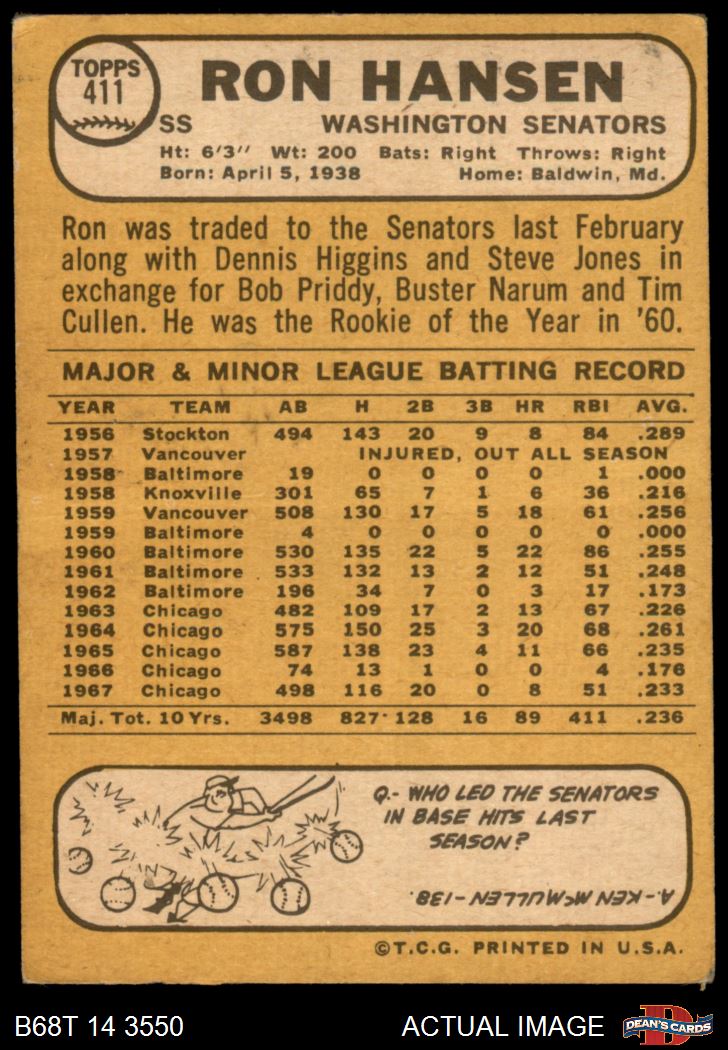 TOPPS
411
RON HANSEN
SS WASHINGTON SENATORS
Ht: 6'3" Wt: 200 Bats: Right Throws: Right
Born: April 5, 1938 Home: Baldwin, Md.
Ron was traded to the Senators last February
along with Dennis Higgins and Steve Jones in
exchange for Bob Priddy, Buster Narum and Tim
Cullen. He was the Rookie of the Year in '60.
MAJOR & MINOR LEAGUE BATTING RECORD
YEAR TEAM AB H 2B 3B HR RBI AVG.
1956 Stockton 494 143 20 9 8 84 .289
1957 Vancouver INJURED, OUT ALL SEASON
1958 Baltimore 19 0 0 0 0 1 .000
1958 Knoxville 301 65 7 1 6 36 .216
1959 Vancouver 508 130 17 5 18 61 .256
1959 Baltimore 4 0 0 0 0 0 .000
1960 Baltimore 530 135 22 5 22 86 .255
1961 Baltimore 533 132 13 2 12 51 .248
1962 Baltimore 196 34 7 0 3 17 .173
1963 Chicago 482 109 17 2 13 67 .226
1964 Chicago 575 150 25 3 20 68 .261
1965 Chicago 587 138 23 4 11 66 .235
1966 Chicago 74 13 1 0 0 4 .176
1967 Chicago 498 116 20 0 8 51 .233
Maj. Tot. 10 Yrs. 3498 827 128 16 89 411 .236
Q.- WHO LED THE SENATORS
IN BASE HITS LAST
SEASON?
A.- KEN McMULLEN - 138.
©T.C.G. PRINTED IN U.S.A.
B68T 14 3550 ACTUAL IMAGE
D
DEAN'S CARDS